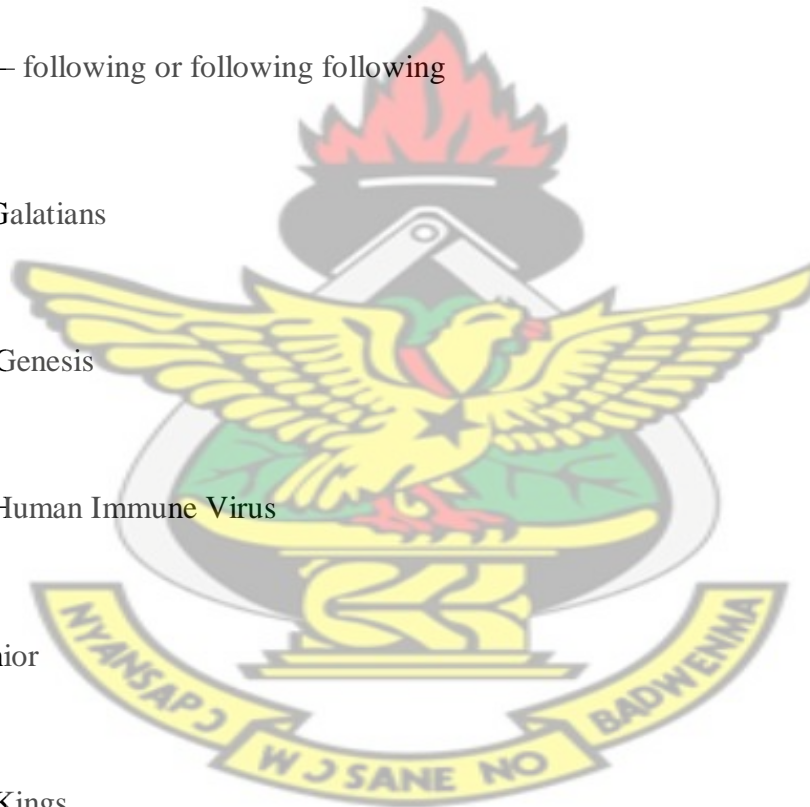 – following or following following
Galatians
Genesis
Human Immune Virus
nior
Kings
NYANSAPƆ WƆSANE NO BADWENMA